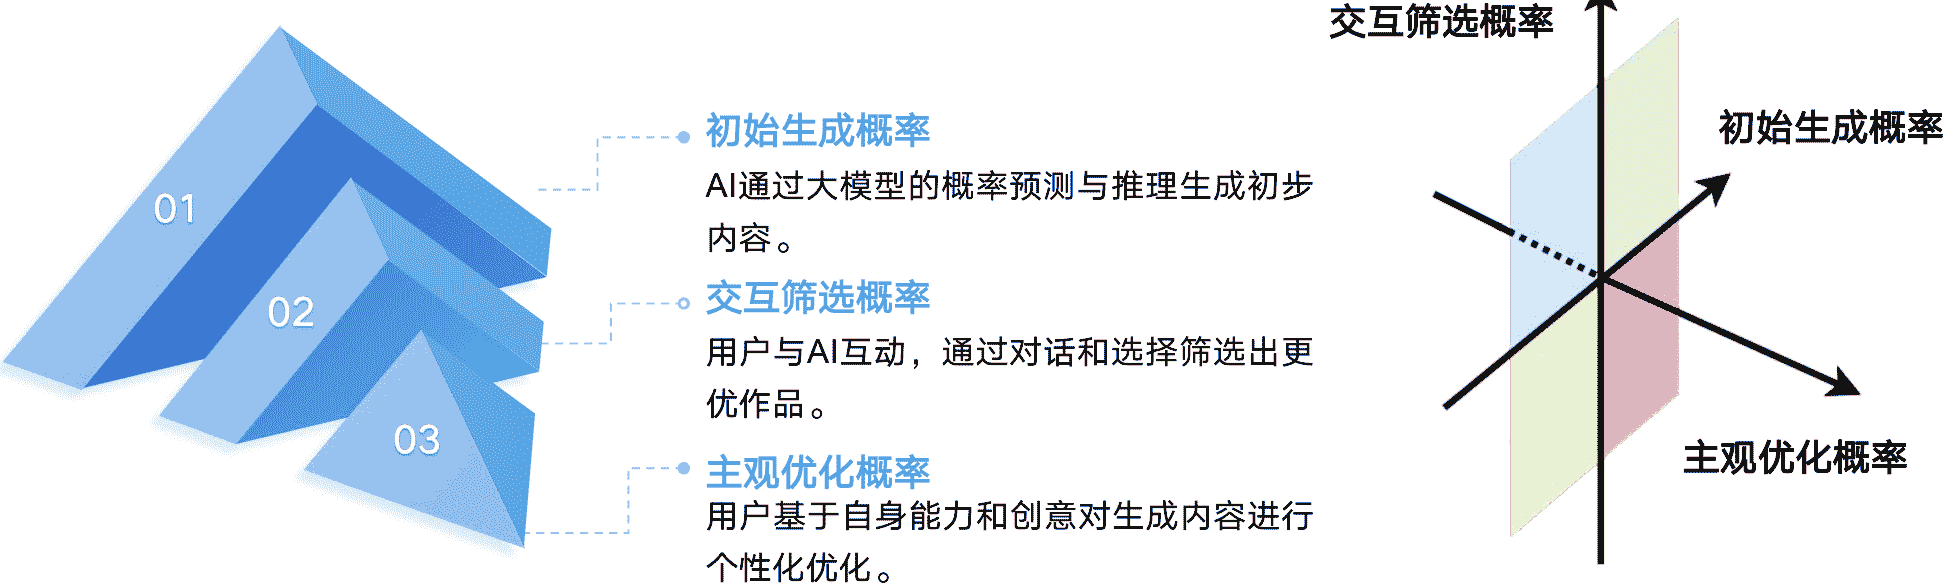 01
02
03
初始生成概率
AI通过大模型的概率预测与推理生成初步
内容。
交互筛选概率
用户与AI互动，通过对话和选择筛选出更
优作品。
主观优化概率
用户基于自身能力和创意对生成内容进行
个性化优化。
交互筛选概率
初始生成概率
主观优化概率